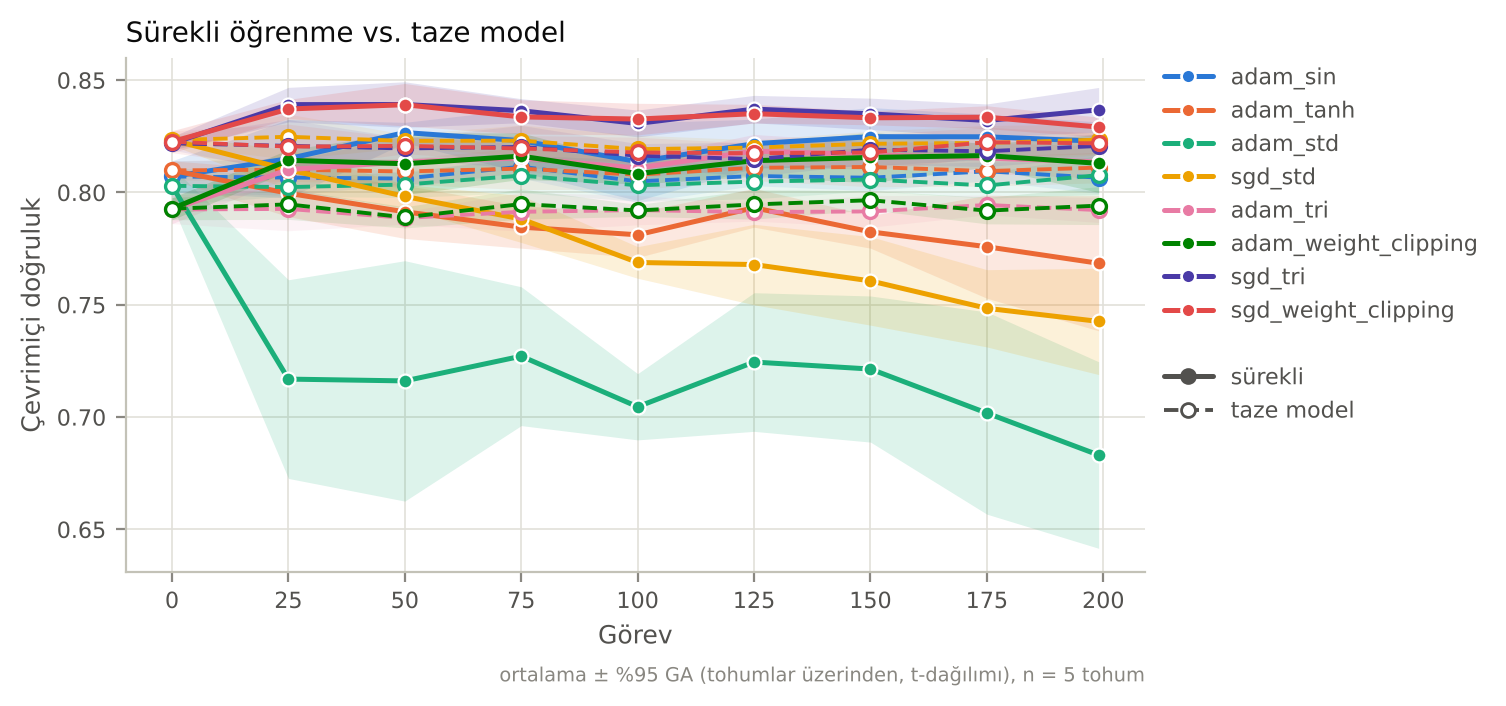 Sürekli öğrenme vs. taze model
0.85
0.80
0.75
0.70
0.65
Çevrimiçi doğruluk
0 25 50 75 100 125 150 175 200
Görev
ortalama ± %95 GA (tohumlar üzerinden, t-dağılımı), n = 5 tohum
adam_sin
adam_tanh
adam_std
sgd_std
adam_tri
adam_weight_clipping
sgd_tri
sgd_weight_clipping
sürekli
taze model